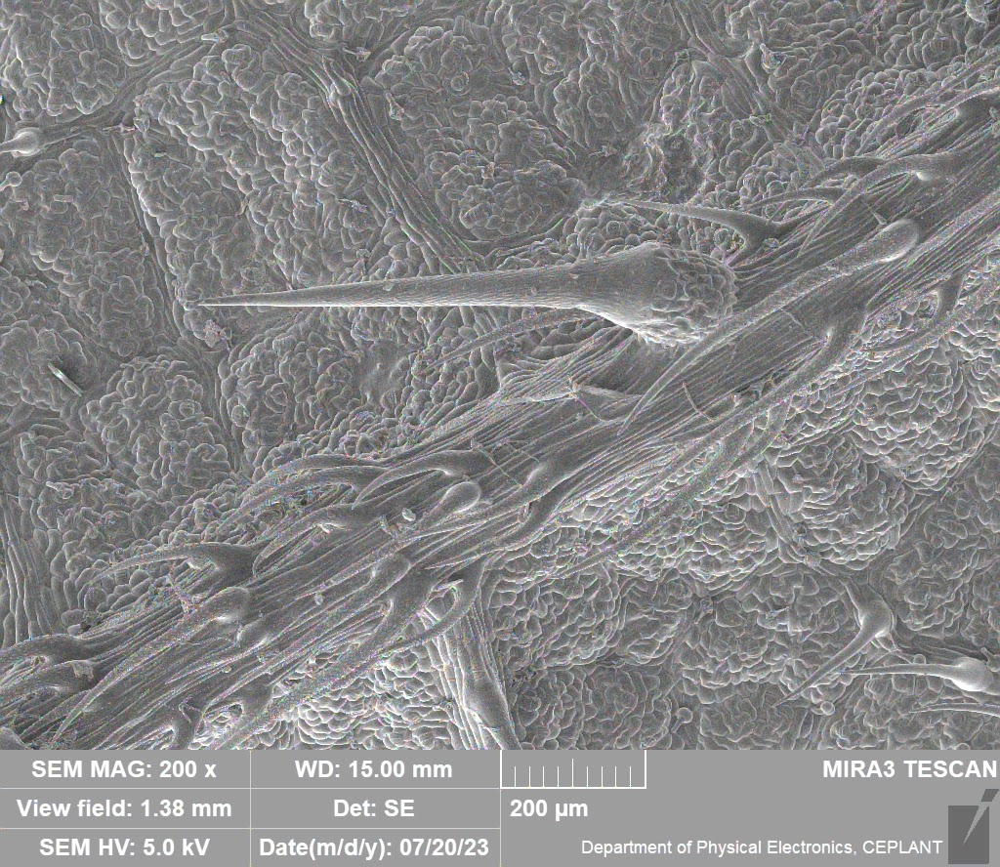 SEM MAG: 200 x
WD: 15.00 mm
MIRA3 TESCAN
View field: 1.38 mm
Det: SE
200 µm
SEM HV: 5.0 kV
Date(m/d/y): 07/20/23
Department of Physical Electronics, CEPLANT